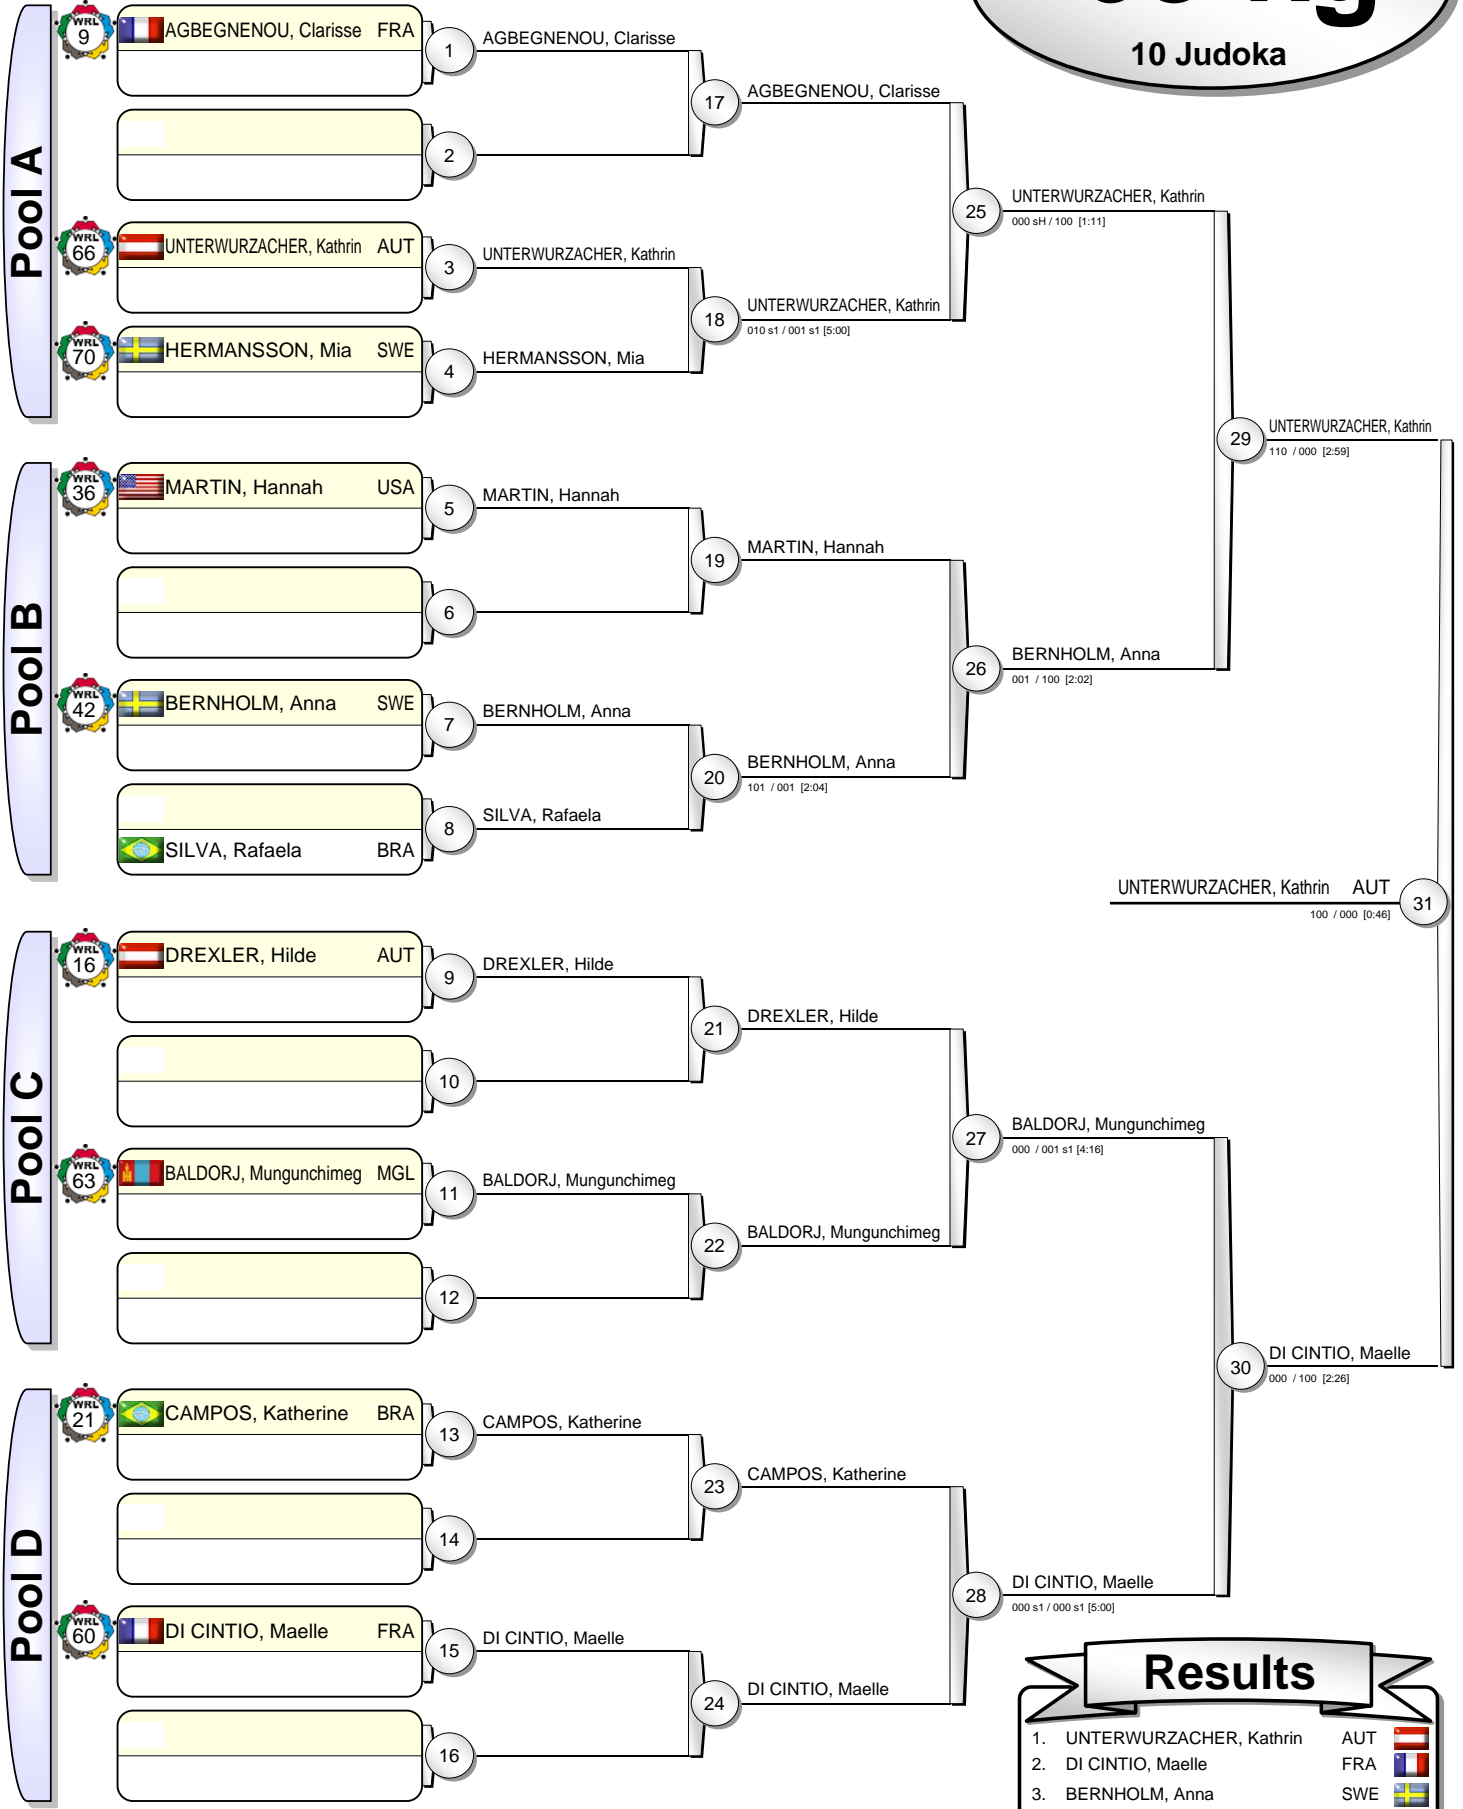 10 Judoka
Pool A
WRL 9 AGBEGNENOU, Clarisse FRA
1 AGBEGNENOU, Clarisse
2
17 AGBEGNENOU, Clarisse
WRL 66 UNTERWURZACHER, Kathrin AUT
3 UNTERWURZACHER, Kathrin
WRL 70 HERMANSSON, Mia SWE
4 HERMANSSON, Mia
18 UNTERWURZACHER, Kathrin
010 s1 / 001 s1 [5:00]
25 UNTERWURZACHER, Kathrin
000 sH / 100 [1:11]
Pool B
WRL 36 MARTIN, Hannah USA
5 MARTIN, Hannah
6
19 MARTIN, Hannah
WRL 42 BERNHOLM, Anna SWE
7 BERNHOLM, Anna
SILVA, Rafaela BRA
8 SILVA, Rafaela
20 BERNHOLM, Anna
101 / 001 [2:04]
26 BERNHOLM, Anna
001 / 100 [2:02]
29 UNTERWURZACHER, Kathrin
110 / 000 [2:59]
UNTERWURZACHER, Kathrin AUT 31
100 / 000 [0:46]
Pool C
WRL 16 DREXLER, Hilde AUT
9 DREXLER, Hilde
10
21 DREXLER, Hilde
WRL 63 BALDORJ, Mungunchimeg MGL
11 BALDORJ, Mungunchimeg
12
22 BALDORJ, Mungunchimeg
27 BALDORJ, Mungunchimeg
000 / 001 s1 [4:16]
Pool D
WRL 21 CAMPOS, Katherine BRA
13 CAMPOS, Katherine
14
23 CAMPOS, Katherine
WRL 60 DI CINTIO, Maelle FRA
15 DI CINTIO, Maelle
16
24 DI CINTIO, Maelle
28 DI CINTIO, Maelle
000 s1 / 000 s1 [5:00]
30 DI CINTIO, Maelle
000 / 100 [2:26]
Results
1. UNTERWURZACHER, Kathrin AUT
2. DI CINTIO, Maelle FRA
3. BERNHOLM, Anna SWE